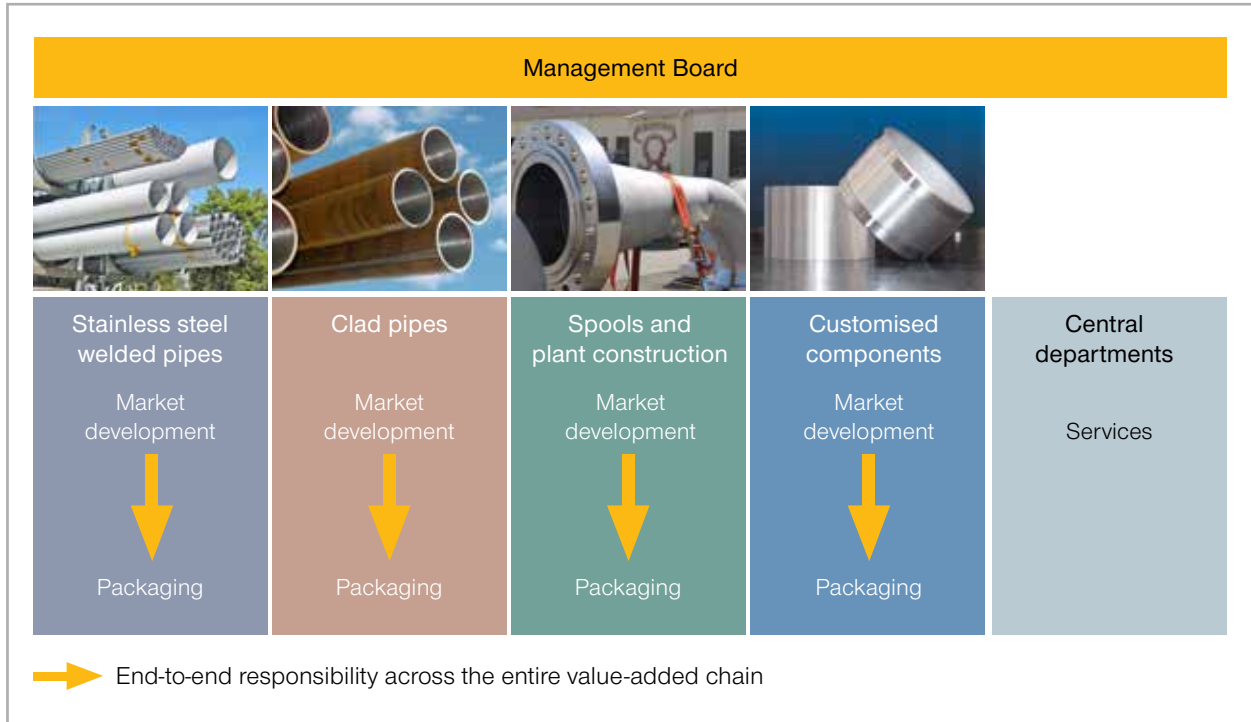 Management Board
Stainless steel
welded pipes
Market
development
Packaging
Clad pipes
Market
development
Packaging
Spools and
plant construction
Market
development
Packaging
Customised
components
Market
development
Packaging
Central
departments
Services
End-to-end responsibility across the entire value-added chain